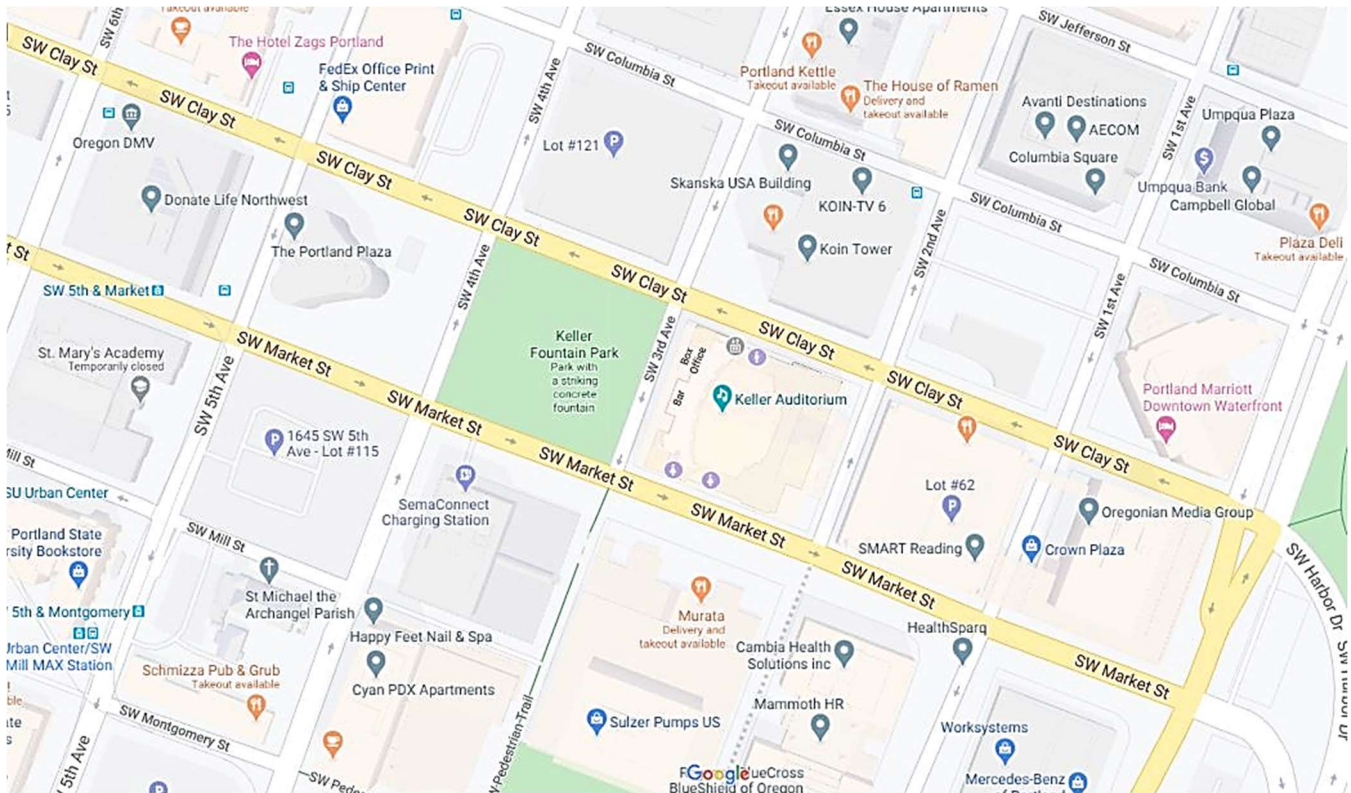 Takeout available
SW 6th
Essex House Apartments
SW Jefferson St
The Hotel Zags Portland
SW Clay St
FedEx Office Print
& Ship Center
SW Columbia St
Portland Kettle
Takeout available
The House of Ramen
Delivery and
takeout available
SW 4th Ave
SW 1st Ave
Avanti Destinations
AECOM
Columbia Square
Umpqua Plaza
SW Clay St
Oregon DMV
Lot #121
SW Columbia St
Umpqua Bank
Campbell Global
Skanska USA Building
KOIN-TV 6
SW Clay St
Donate Life Northwest
SW Columbia St
The Portland Plaza
SW Clay St
Koin Tower
SW 2nd Ave
Plaza Deli
Takeout available
t St
SW 4th Ave
SW Clay St
SW Columbia St
SW 5th & Market
SW 1st Ave
SW Clay St
SW Market St
Keller
Fountain Park
Park with
a striking
concrete
fountain
SW 3rd Ave
Box
Office
Bar
St. Mary's Academy
Temporarily closed
SW 5th Ave
Keller Auditorium
SW Clay St
Portland Marriott
Downtown Waterfront
SW Market St
1645 SW 5th
Ave - Lot #115
SW Market St
SW Clay St
Mill St
SU Urban Center
SemaConnect
Charging Station
Lot #62
Oregonian Media Group
SW Market St
SW Mill St
Portland State
rsity Bookstore
SMART Reading
Crown Plaza
SW Market St
SW Harbor Dr
St Michael the
Archangel Parish
5th & Montgomery
Happy Feet Nail & Spa
Murata
Delivery and
takeout available
HealthSparq
Urban Center/SW
Mill MAX Station
Cambia Health
Solutions inc
SW Harbor Dr
Schmizza Pub & Grub
Takeout available
Cyan PDX Apartments
SW Market St
Mammoth HR
SW Montgomery St
Sulzer Pumps US
Worksystems
N-Pedestrian-Trail
SW 5th Ave
SW Pede
Google
lueCross
BlueShield of Oregon
Mercedes-Benz